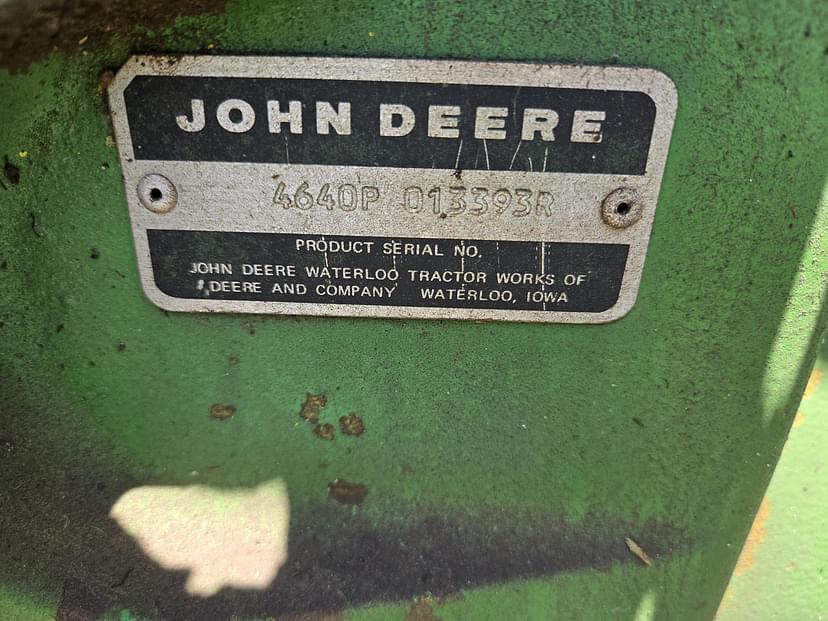 JOHN DEERE
4640P 013393R
PRODUCT SERIAL NO.
JOHN DEERE WATERLOO TRACTOR WORKS OF
DEERE AND COMPANY WATERLOO, IOWA